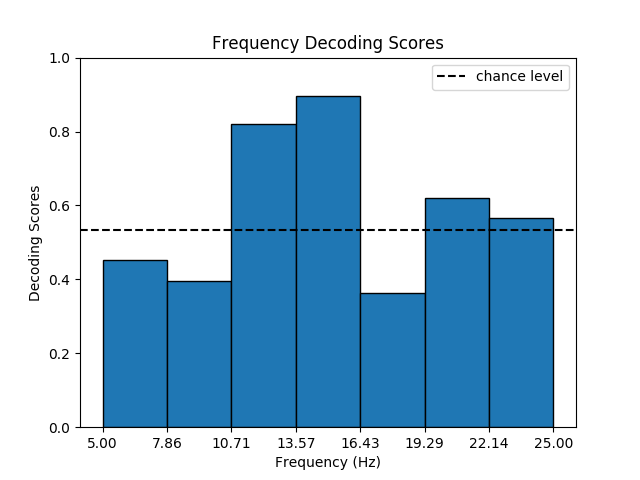 Frequency Decoding Scores
chance level
1.0
0.8
0.6
0.4
0.2
0.0
Decoding Scores
5.00 7.86 10.71 13.57 16.43 19.29 22.14 25.00
Frequency (Hz)